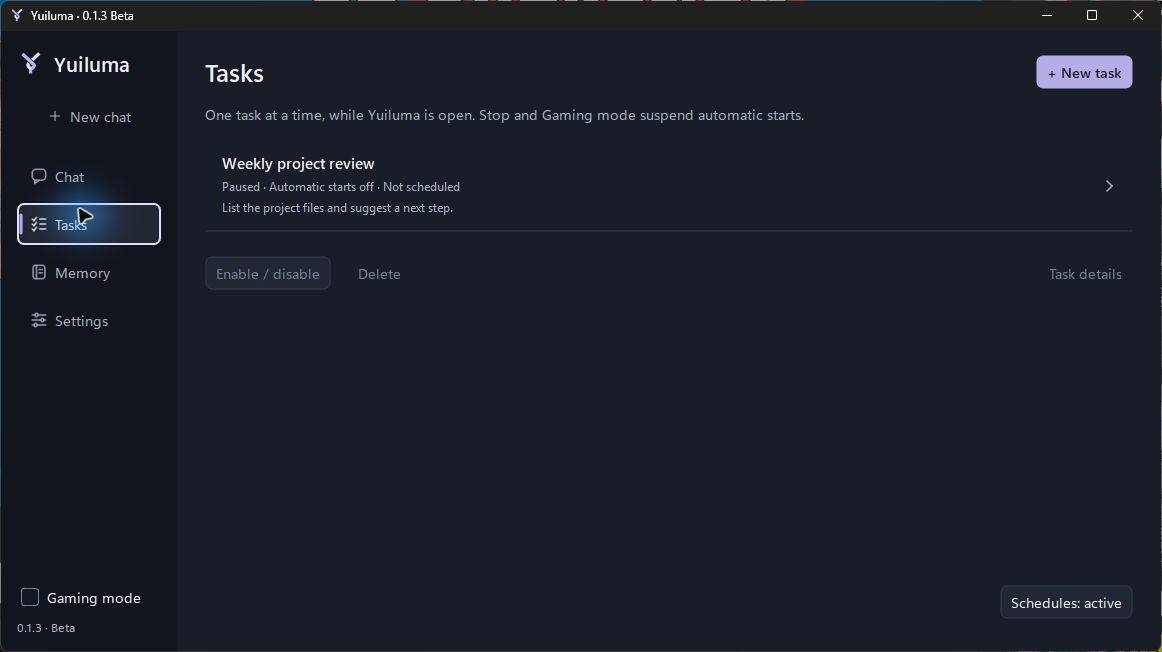 Yuiluma · 0.1.3 Beta
Yuiluma
+ New chat
Chat
Tasks
Memory
Settings
Gaming mode
0.1.3 · Beta
Tasks
+ New task
One task at a time, while Yuiluma is open. Stop and Gaming mode suspend automatic starts.
Weekly project review
Paused · Automatic starts off · Not scheduled
List the project files and suggest a next step.
Enable / disable
Delete
Task details
Schedules: active